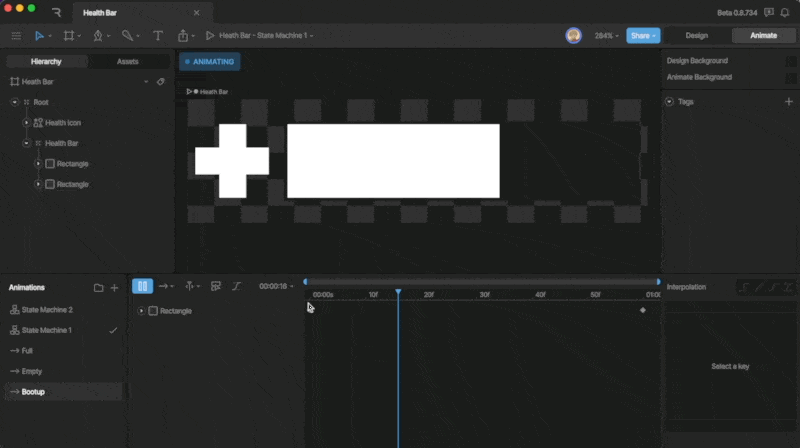 Health Bar
Beta 0.8.734
Heath Bar - State Machine 1
284%
Share
Design
Animate
Hierarchy
Assets
ANIMATING
Design Background
Animate Background
Heath Bar
Heath Bar
Tags
Root
Health Icon
Health Bar
Rectangle
Rectangle
Animations
00:00:16
00:00s
10f
20f
30f
40f
50f
01:00
Interpolation
State Machine 2
Rectangle
State Machine 1
Full
Empty
Bootup
Select a key